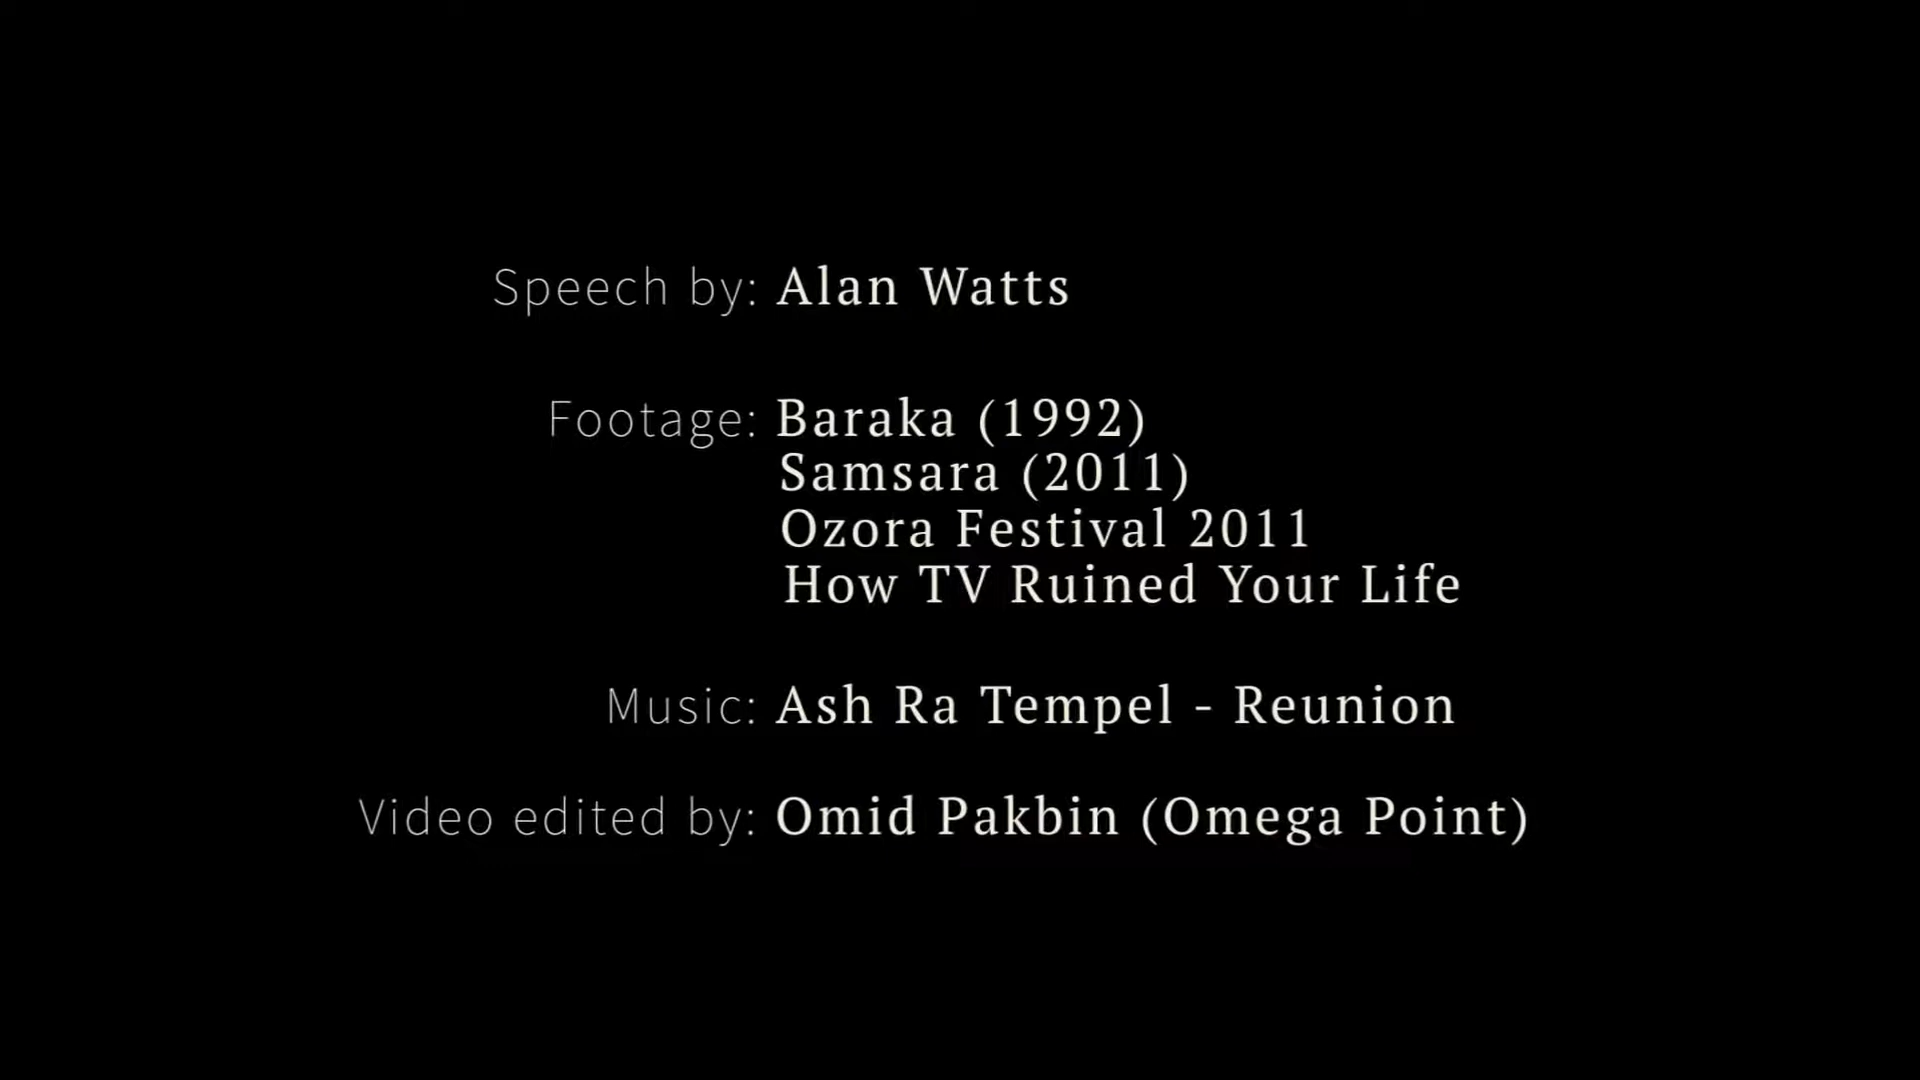 Speech by: Alan Watts
Footage: Baraka (1992)
Samsara (2011)
Ozora Festival 2011
How TV Ruined Your Life
Music: Ash Ra Tempel - Reunion
Video edited by: Omid Pakbin (Omega Point)